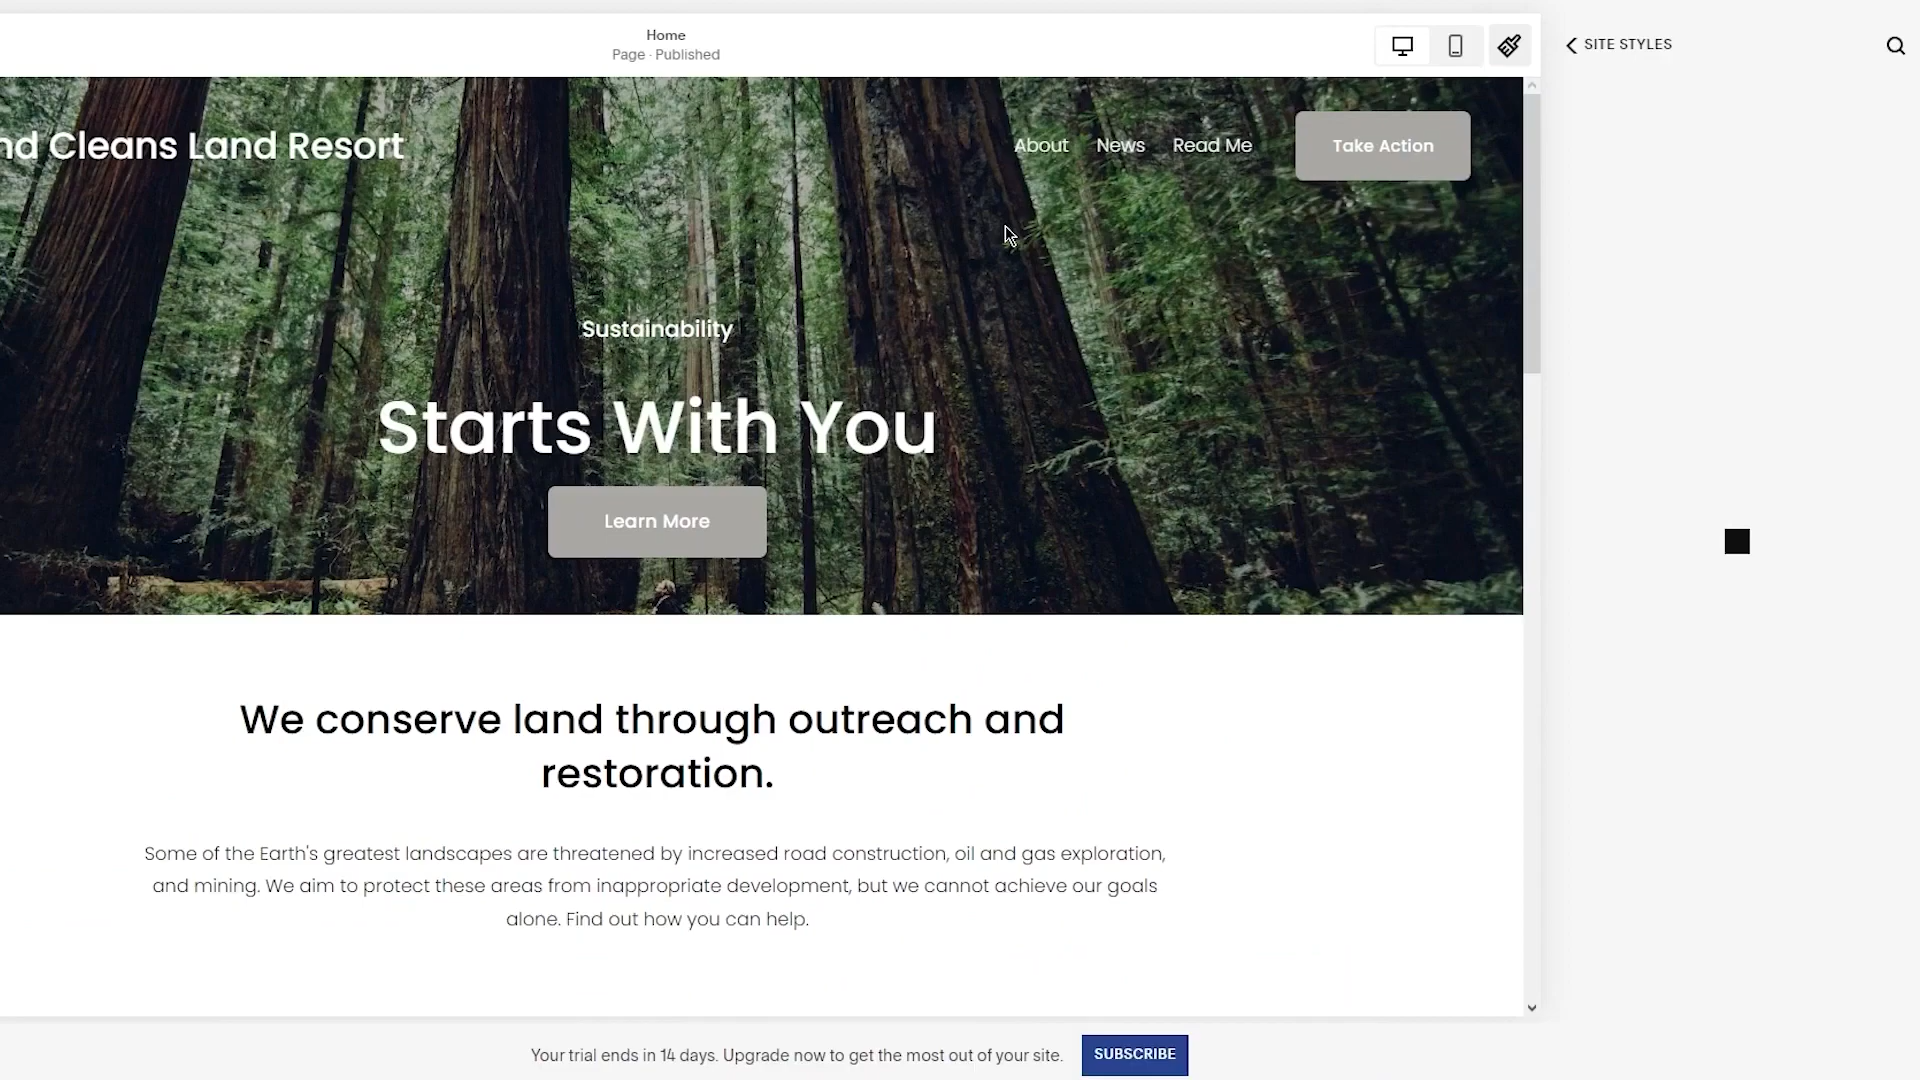 Home
Page · Published
SITE STYLES
nd Cleans Land Resort
About
News
Read Me
Take Action
Sustainability
Starts With You
Learn More
We conserve land through outreach and
restoration.
Some of the Earth's greatest landscapes are threatened by increased road construction, oil and gas exploration,
and mining. We aim to protect these areas from inappropriate development, but we cannot achieve our goals
alone. Find out how you can help.
Your trial ends in 14 days. Upgrade now to get the most out of your site.
SUBSCRIBE